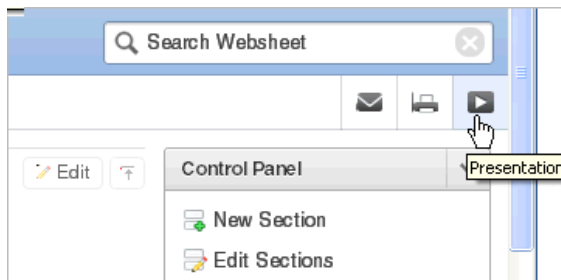 Search Websheet
Edit
Control Panel
Presentation
New Section
Edit Sections